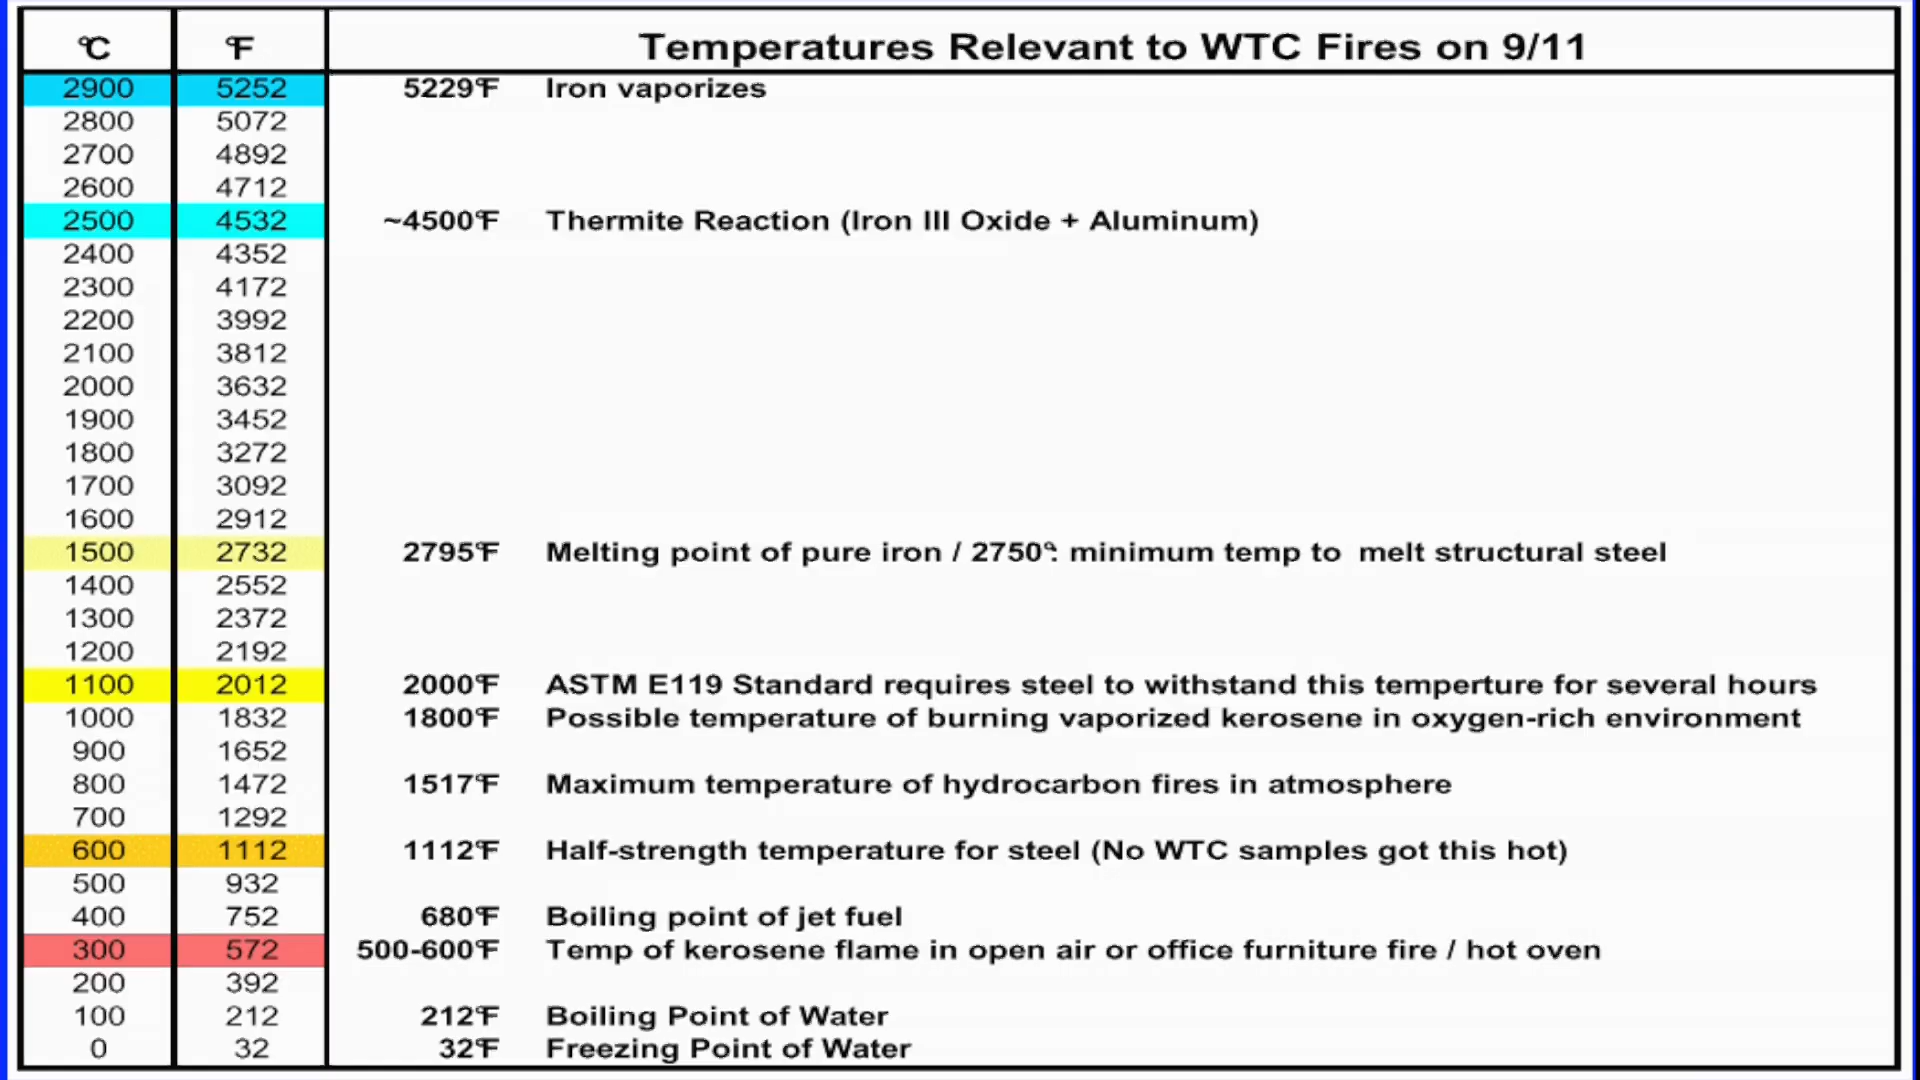 °C °F Temperatures Relevant to WTC Fires on 9/11
2900 5252 5229°F Iron vaporizes
2800 5072
2700 4892
2600 4712
2500 4532 ~4500°F Thermite Reaction (Iron III Oxide + Aluminum)
2400 4352
2300 4172
2200 3992
2100 3812
2000 3632
1900 3452
1800 3272
1700 3092
1600 2912
1500 2732 2795°F Melting point of pure iron / 2750°: minimum temp to melt structural steel
1400 2552
1300 2372
1200 2192
1100 2012 2000°F ASTM E119 Standard requires steel to withstand this temperture for several hours
1000 1832 1800°F Possible temperature of burning vaporized kerosene in oxygen-rich environment
900 1652
800 1472 1517°F Maximum temperature of hydrocarbon fires in atmosphere
700 1292
600 1112 1112°F Half-strength temperature for steel (No WTC samples got this hot)
500 932
400 752 680°F Boiling point of jet fuel
300 572 500-600°F Temp of kerosene flame in open air or office furniture fire / hot oven
200 392
100 212 212°F Boiling Point of Water
0 32 32°F Freezing Point of Water